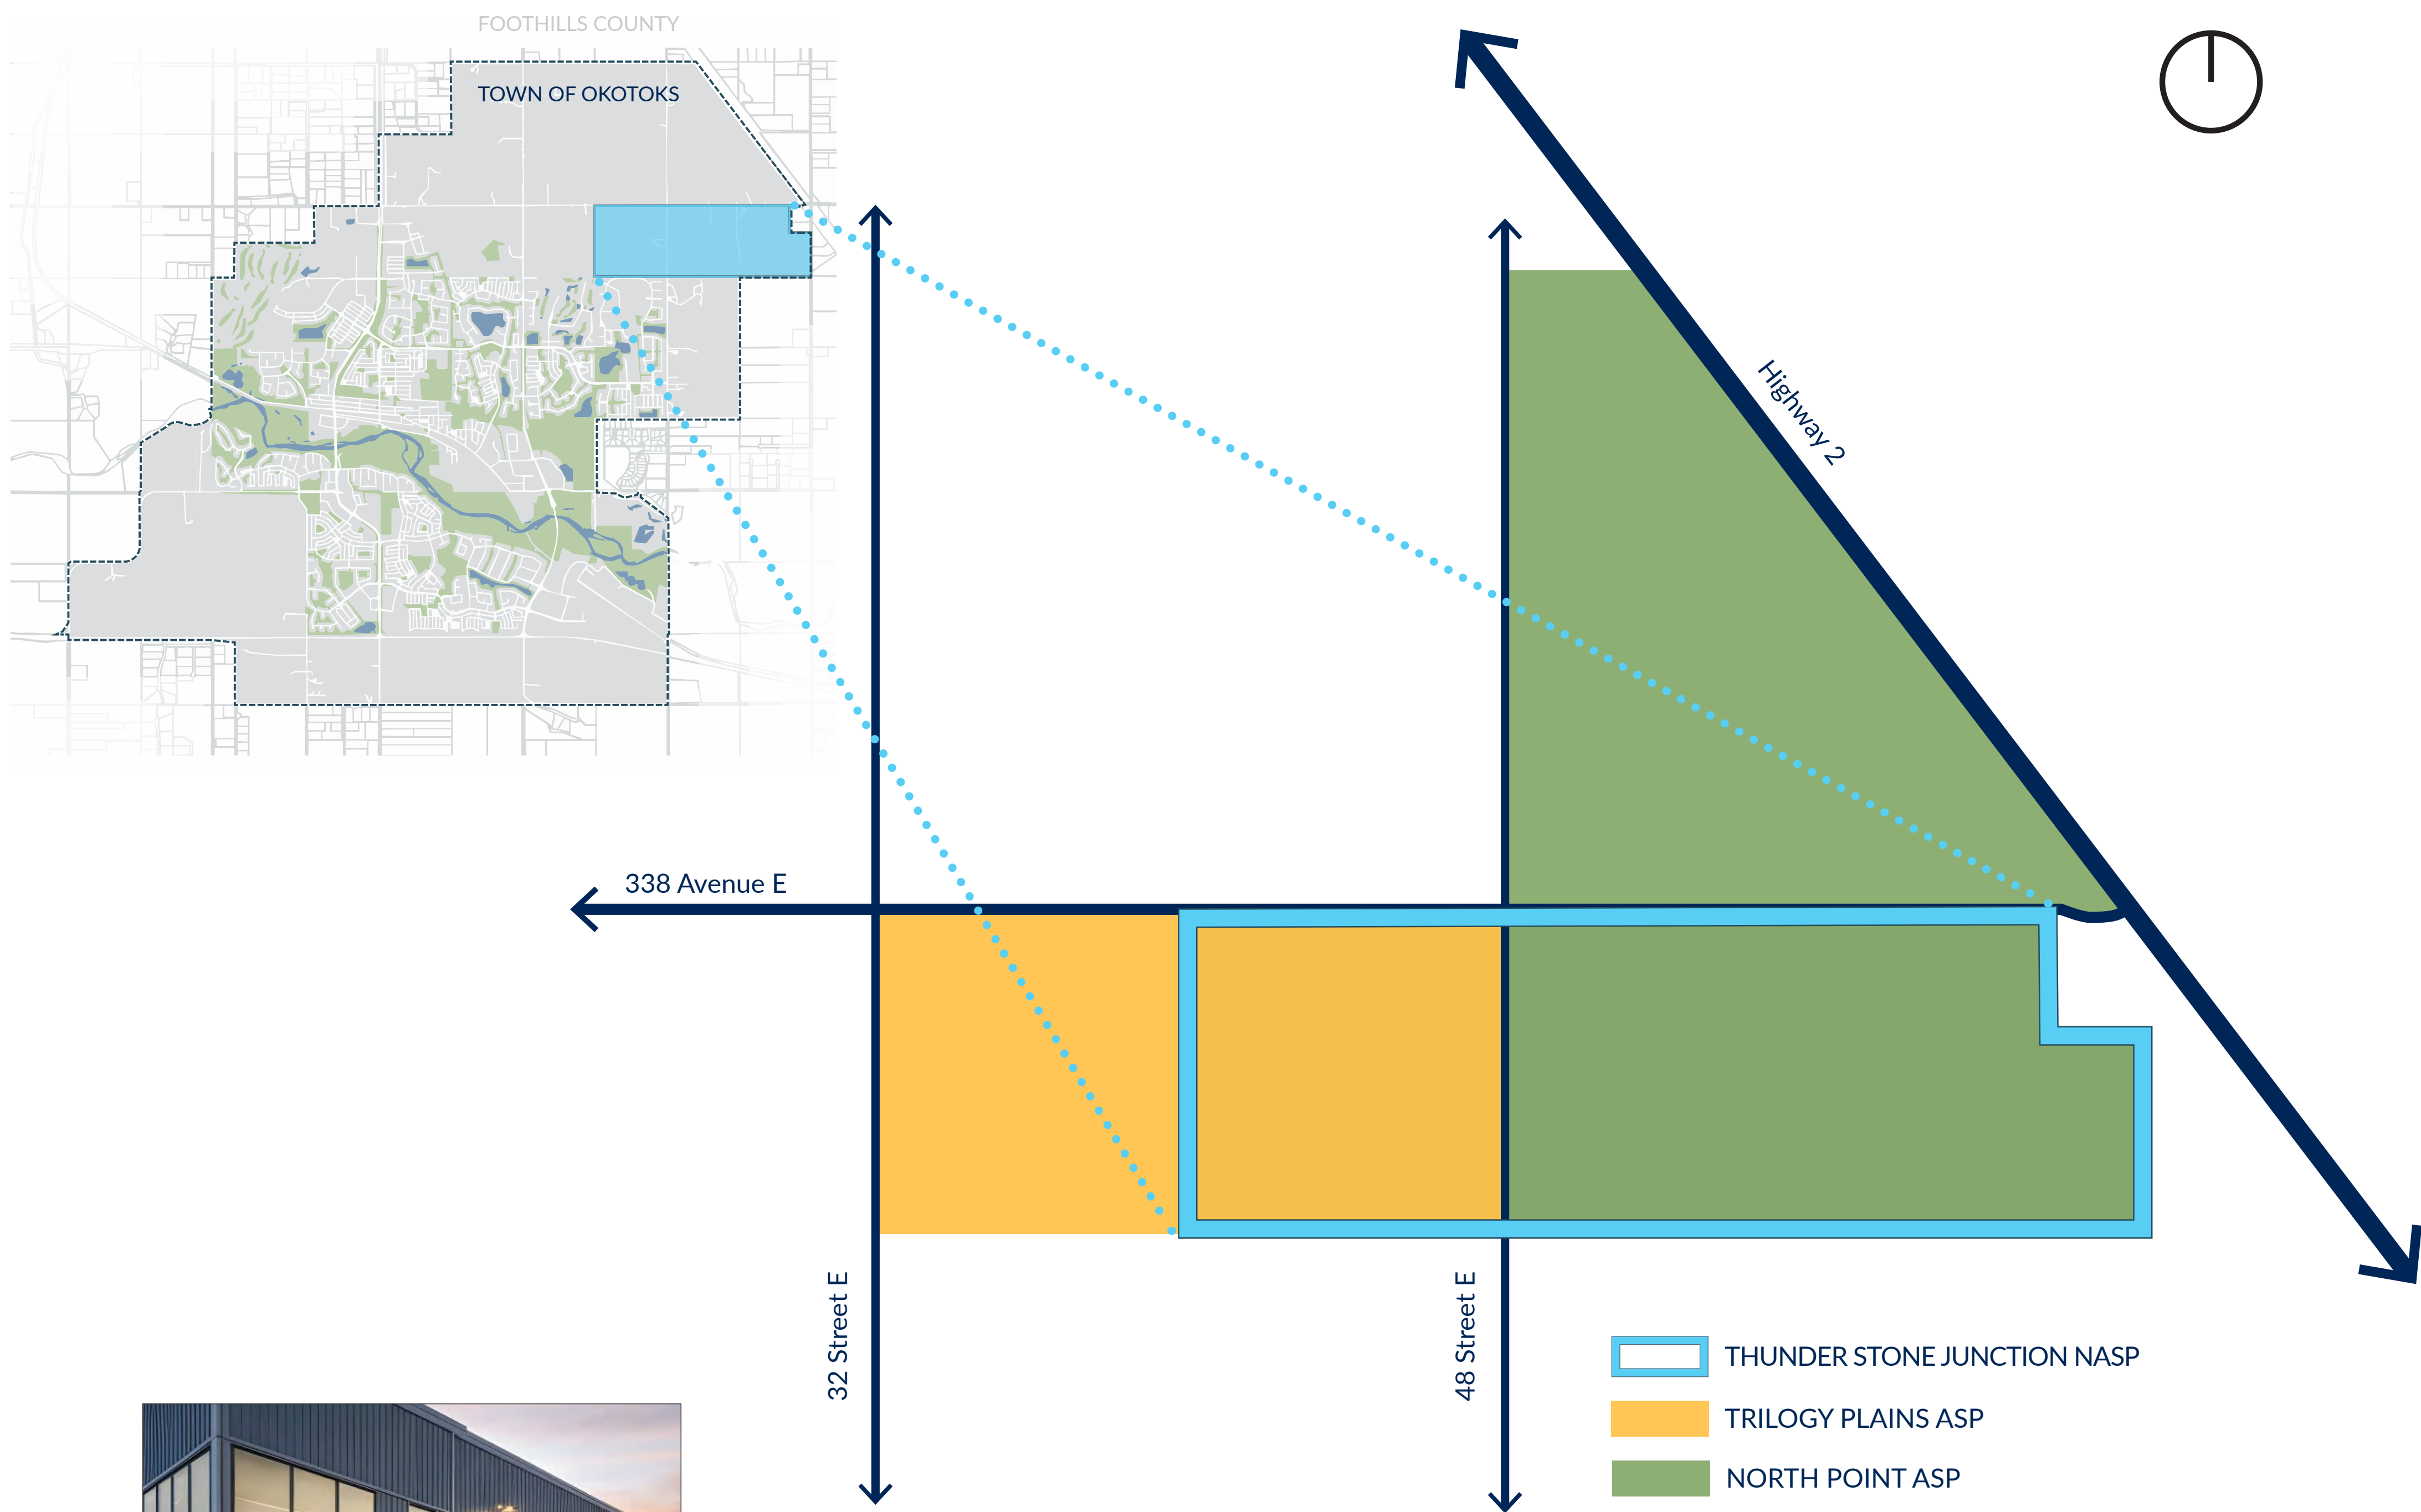 FOOTHILLS COUNTY
TOWN OF OKOTOKS
Highway 2
338 Avenue E
32 Street E
48 Street E
THUNDER STONE JUNCTION NASP
TRILOGY PLAINS ASP
NORTH POINT ASP